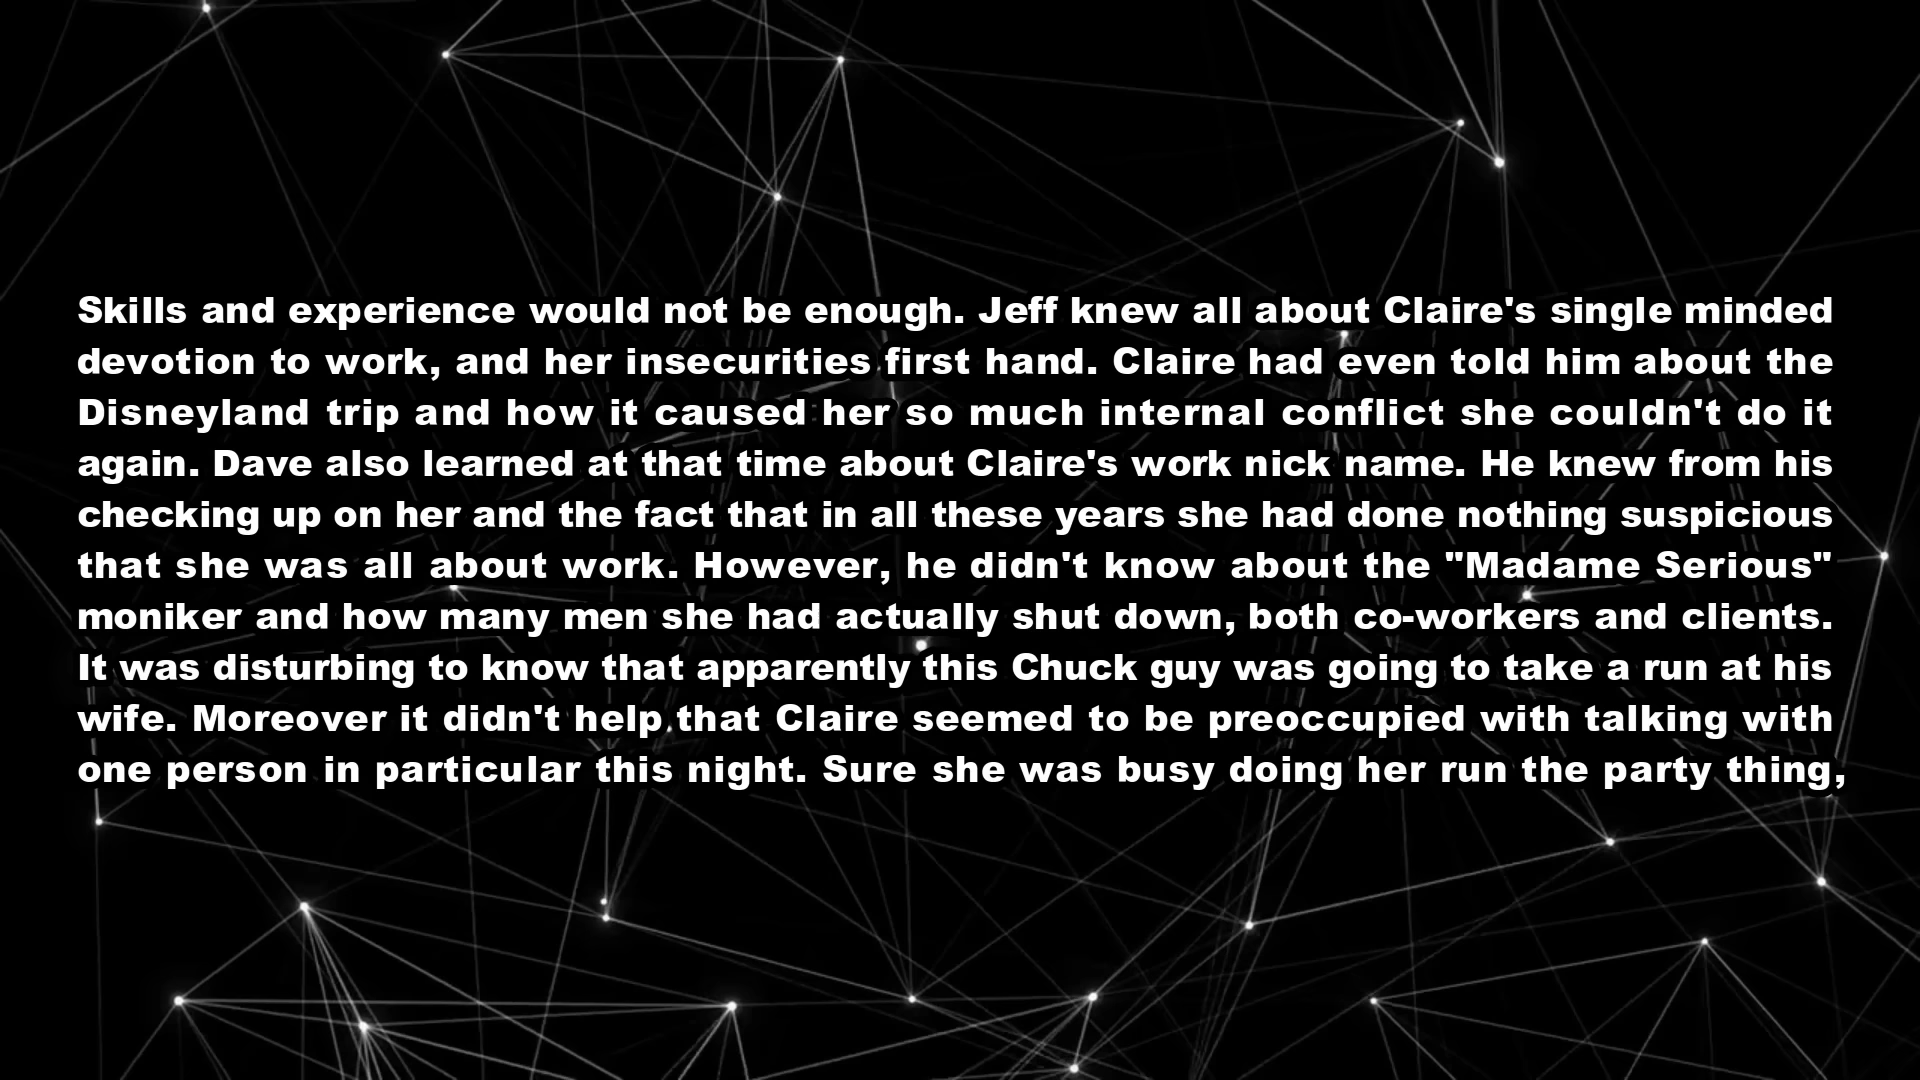 Skills and experience would not be enough. Jeff knew all about Claire's single minded
devotion to work, and her insecurities first hand. Claire had even told him about the
Disneyland trip and how it caused her so much internal conflict she couldn't do it
again. Dave also learned at that time about Claire's work nick name. He knew from his
checking up on her and the fact that in all these years she had done nothing suspicious
that she was all about work. However, he didn't know about the "Madame Serious"
moniker and how many men she had actually shut down, both co-workers and clients.
It was disturbing to know that apparently this Chuck guy was going to take a run at his
wife. Moreover it didn't help that Claire seemed to be preoccupied with talking with
one person in particular this night. Sure she was busy doing her run the party thing,